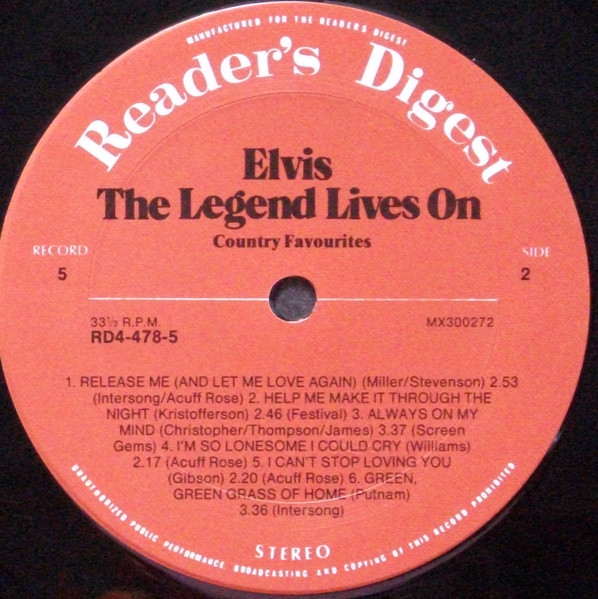 MANUFACTURED FOR THE READERS DIGEST
Reader's Digest
Elvis
The Legend Lives On
Country Favourites
RECORD
5
SIDE
2
33⅓ R.P.M.
RD4-478-5
MX300272
1. RELEASE ME (AND LET ME LOVE AGAIN) (Miller/Stevenson) 2.53
(Intersong/Acuff Rose) 2. HELP ME MAKE IT THROUGH THE
NIGHT (Kristofferson) 2.46 (Festival) 3. ALWAYS ON MY
MIND (Christopher/Thompson/James) 3.37 (Screen
Gems) 4. I'M SO LONESOME I COULD CRY (Williams)
2.17 (Acuff Rose) 5. I CAN'T STOP LOVING YOU
(Gibson) 2.20 (Acuff Rose) 6. GREEN,
GREEN GRASS OF HOME (Putnam)
3.36 (Intersong)
STEREO
UNAUTHORIZED PUBLIC PERFORMANCE, BROADCASTING AND COPYING OF THIS RECORD PROHIBITED